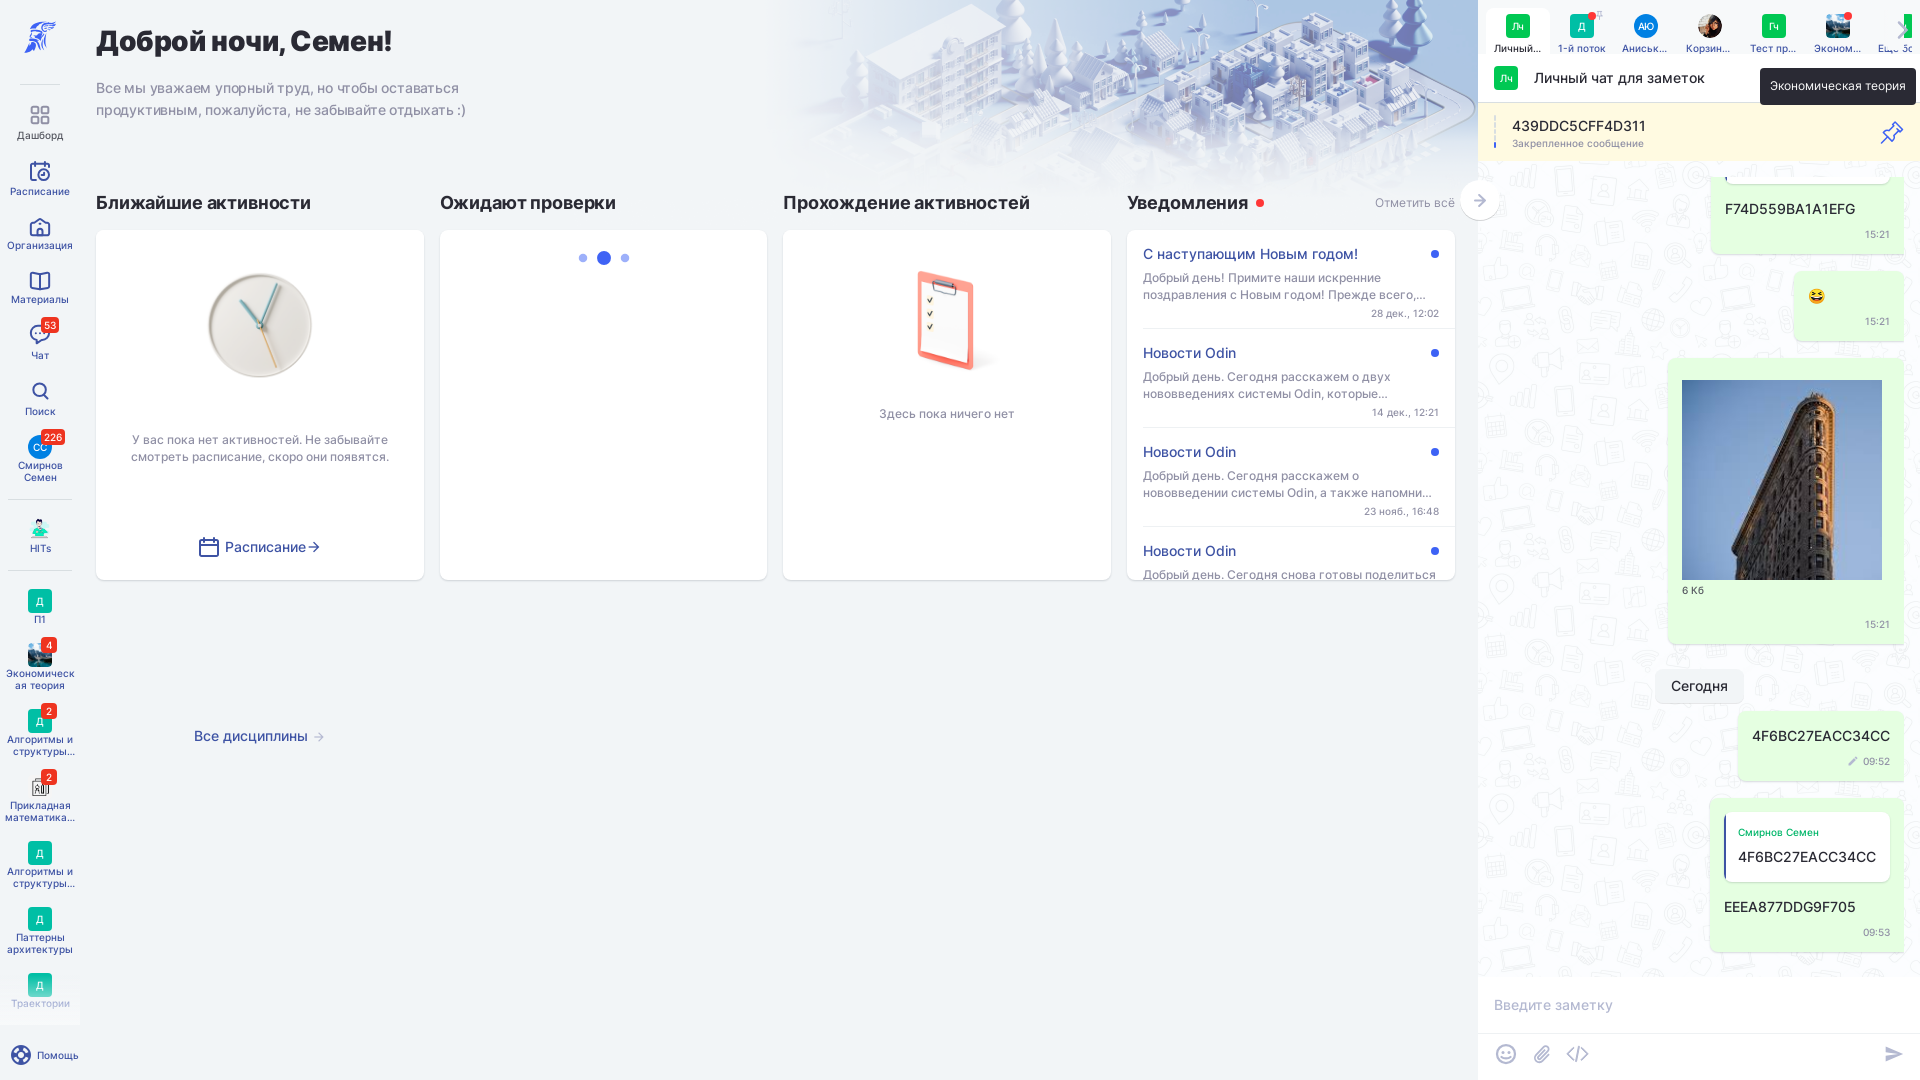 Дашборд
Расписание
Организация
Материалы
53
Чат
Поиск
СС
226
Смирнов
Семен
HITs
Д
П1
4
Экономическ
ая теория
Д
2
Алгоритмы и
структуры...
2
Прикладная
математика...
Д
Алгоритмы и
структуры...
Д
Паттерны
архитектуры
Д
Траектории
Помощь
Доброй ночи, Семен!
Все мы уважаем упорный труд, но чтобы оставаться
продуктивным, пожалуйста, не забывайте отдыхать :)
Ближайшие активности
У вас пока нет активностей. Не забывайте
смотреть расписание, скоро они появятся.
Расписание
Ожидают проверки
Прохождение активностей
Здесь пока ничего нет
Уведомления
Отметить всё
С наступающим Новым годом!
Добрый день! Примите наши искренние
поздравления с Новым годом! Прежде всего,...
28 дек., 12:02
Новости Odin
Добрый день. Сегодня расскажем о двух
нововведениях системы Odin, которые...
14 дек., 12:21
Новости Odin
Добрый день. Сегодня расскажем о
нововведении системы Odin, а также напомни...
23 нояб., 16:48
Новости Odin
Добрый день. Сегодня снова готовы поделиться
Все дисциплины
Лч
Личный...
Д
1-й поток
АЮ
Аниськ...
Корзин...
Гч
Тест пр...
Эконом...
Лч
Личный чат для заметок
Экономическая теория
439DDC5CFF4D311
Закрепленное сообщение
F74D559BA1A1EFG
15:21
😆
15:21
6 Кб
15:21
Сегодня
4F6BC27EACC34CC
09:52
Смирнов Семен
4F6BC27EACC34CC
EEEA877DDG9F705
09:53
Введите заметку